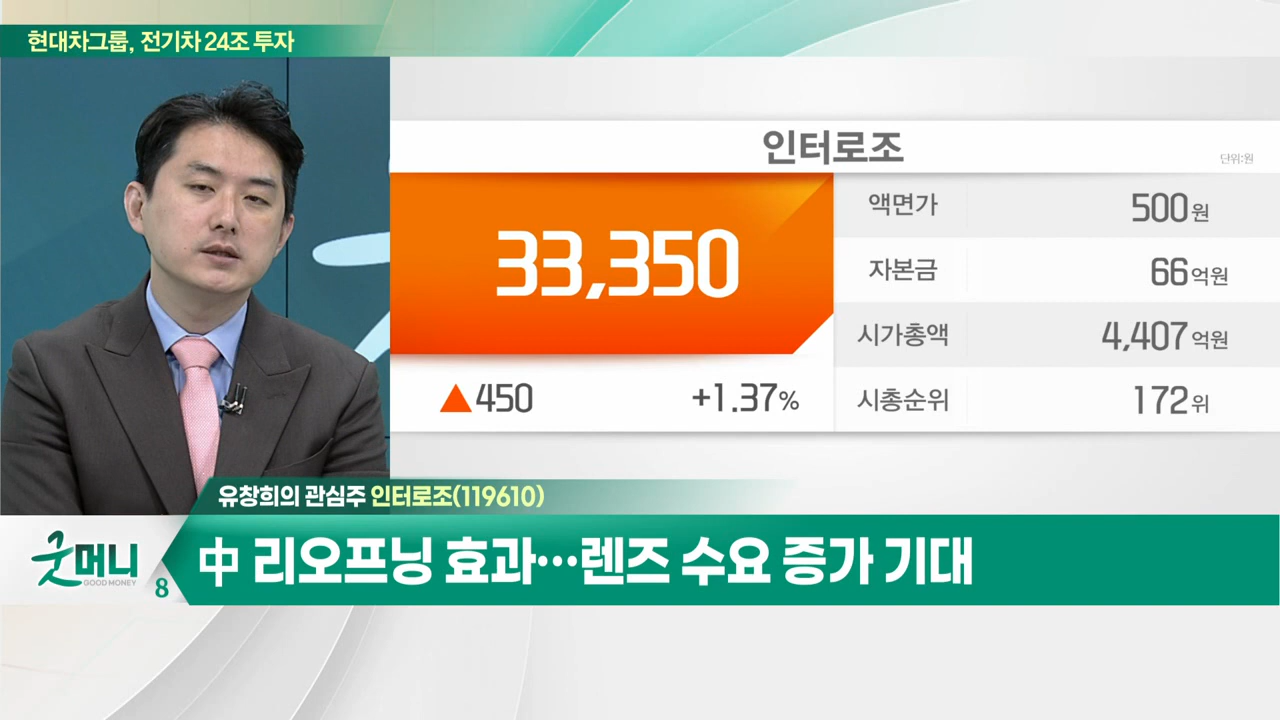 현대차그룹, 전기차 24조 투자
인터로조
단위:원
33,350
▲450 +1.37%
액면가 500원
자본금 66억원
시가총액 4,407억원
시총순위 172위
유창희의 관심주 인터로조(119610)
굿머니
GOOD MONEY
8
中 리오프닝 효과…렌즈 수요 증가 기대